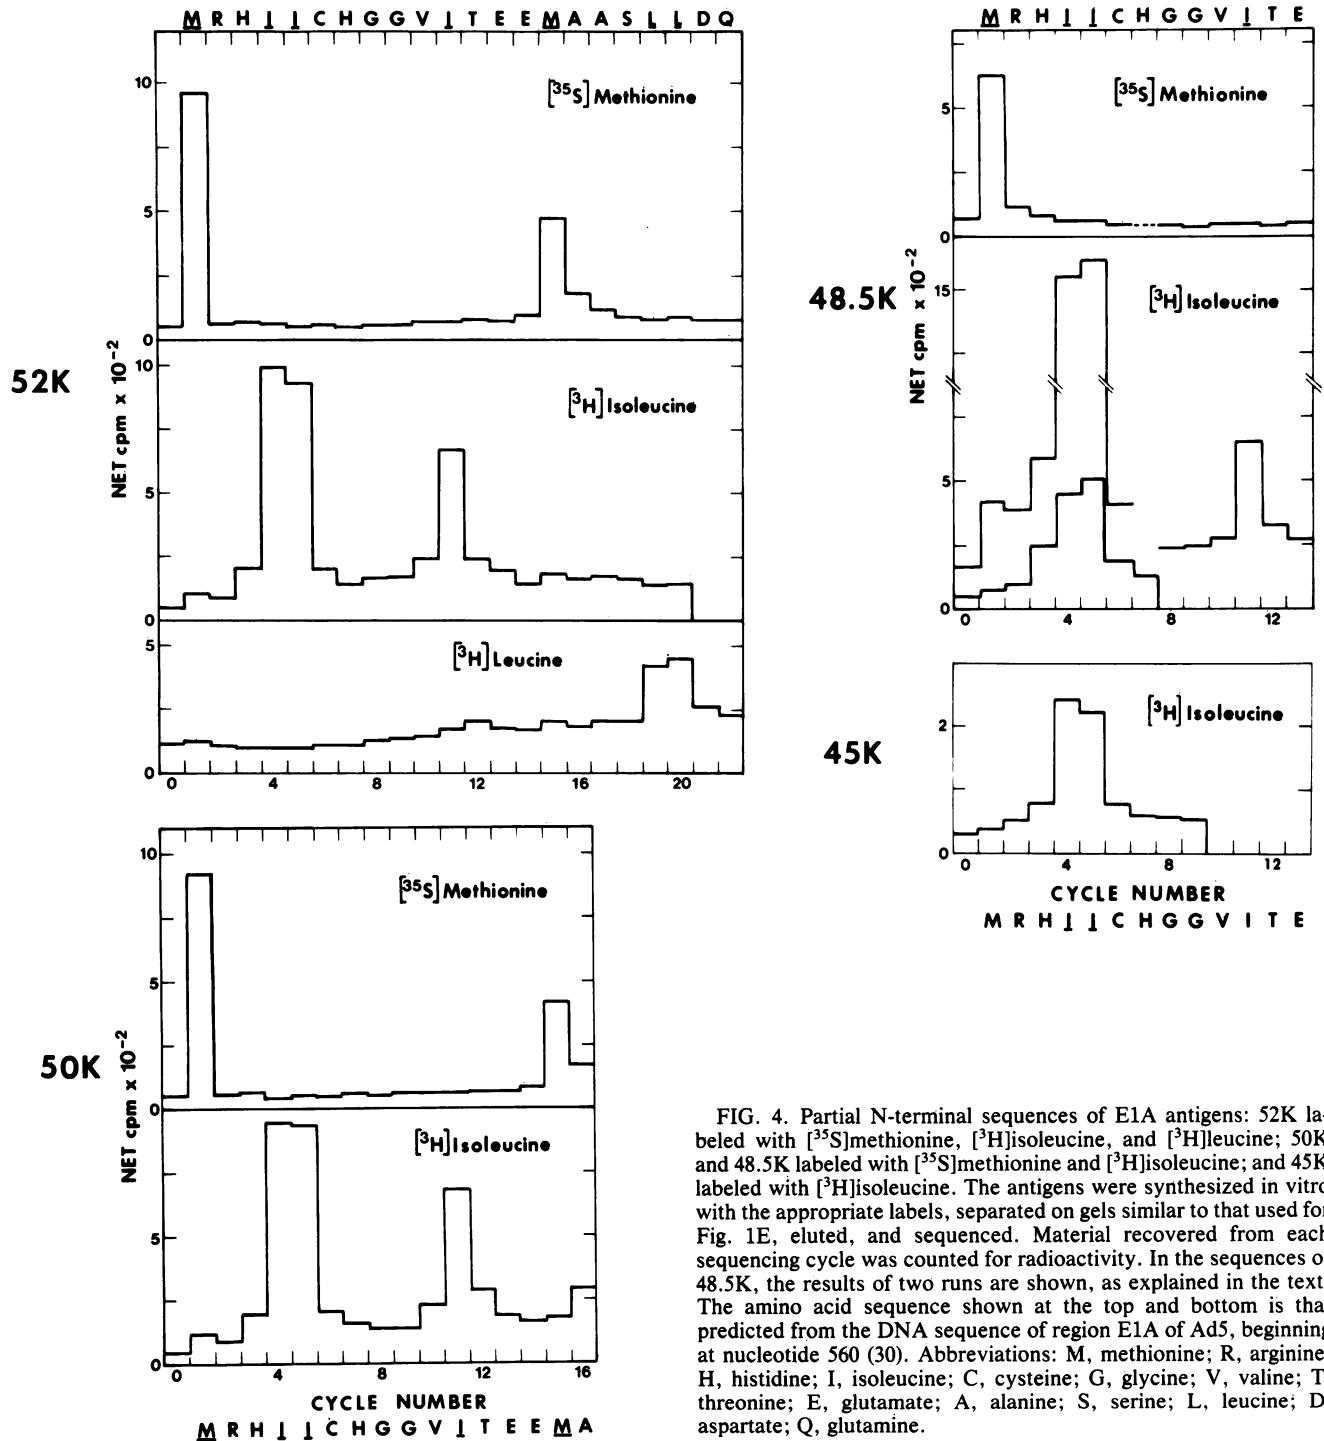 M R H I I C H G G V I T E E M A A S L L D Q
[35S] Methionine
10
5
0
52K
NET cpm x 10-2
[3H] Isoleucine
10
5
0
[3H] Leucine
5
0
0 4 8 12 16 20
50K
NET cpm x 10-2
[35S] Methionine
10
5
0
[3H] Isoleucine
5
0
0 4 8 12 16
CYCLE NUMBER
M R H I I C H G G V I T E E M A
M R H I I C H G G V I T E
[35S] Methionine
5
0
48.5K
NET cpm x 10-2
[3H] Isoleucine
15
5
0
0 4 8 12
45K
[3H] Isoleucine
2
0
0 4 8 12
CYCLE NUMBER
M R H I I C H G G V I T E
FIG. 4. Partial N-terminal sequences of E1A antigens: 52K la-
beled with [35S]methionine, [3H]isoleucine, and [3H]leucine; 50K
and 48.5K labeled with [35S]methionine and [3H]isoleucine; and 45K
labeled with [3H]isoleucine. The antigens were synthesized in vitro
with the appropriate labels, separated on gels similar to that used for
Fig. 1E, eluted, and sequenced. Material recovered from each
sequencing cycle was counted for radioactivity. In the sequences of
48.5K, the results of two runs are shown, as explained in the text.
The amino acid sequence shown at the top and bottom is that
predicted from the DNA sequence of region E1A of Ad5, beginning
at nucleotide 560 (30). Abbreviations: M, methionine; R, arginine;
H, histidine; I, isoleucine; C, cysteine; G, glycine; V, valine; T,
threonine; E, glutamate; A, alanine; S, serine; L, leucine; D,
aspartate; Q, glutamine.